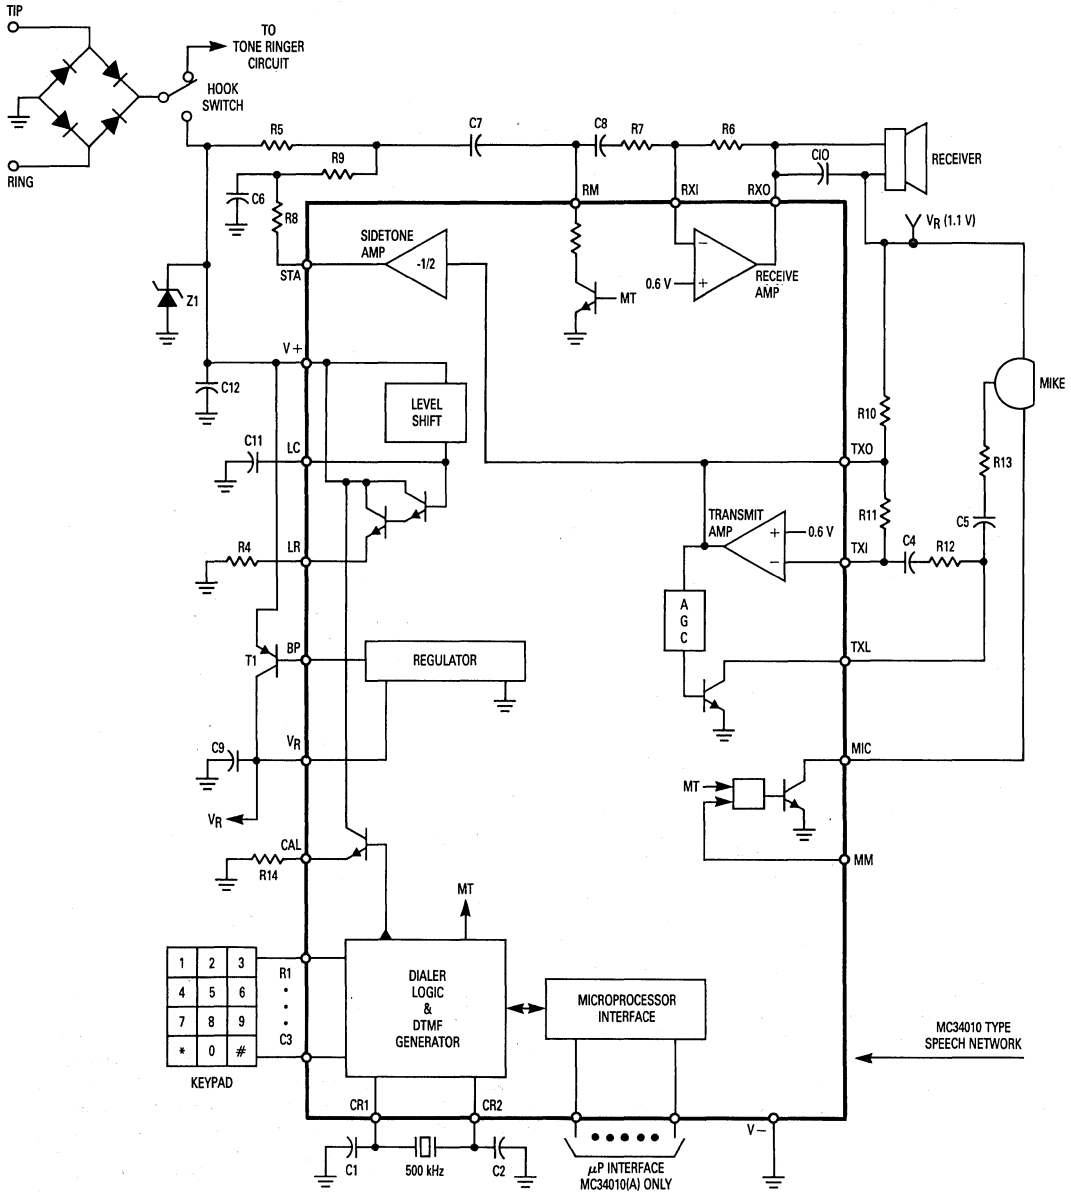 TIP
TO
TONE RINGER
CIRCUIT
HOOK
SWITCH
RING
R5
C7
C8
R7
R6
C10
RECEIVER
R9
C6
R8
RM
RXI
RXO
VR (1.1 V)
SIDETONE
AMP
-1/2
STA
0.6 V
−
+
RECEIVE
AMP
MT
Z1
V+
C12
LEVEL
SHIFT
MIKE
R10
C11
LC
TXO
R13
R11
TRANSMIT
AMP
+
−
0.6 V
C5
R4
LR
TXI
C4
R12
A
G
C
T1
BP
REGULATOR
TXL
C9
VR
MIC
MT
VR
CAL
R14
MM
MT
1 2 3
4 5 6
7 8 9
* 0 #
KEYPAD
R1
•
•
•
C3
DIALER
LOGIC
&
DTMF
GENERATOR
MICROPROCESSOR
INTERFACE
MC34010 TYPE
SPEECH NETWORK
CR1
CR2
V−
C1
500 kHz
C2
µP INTERFACE
MC34010(A) ONLY